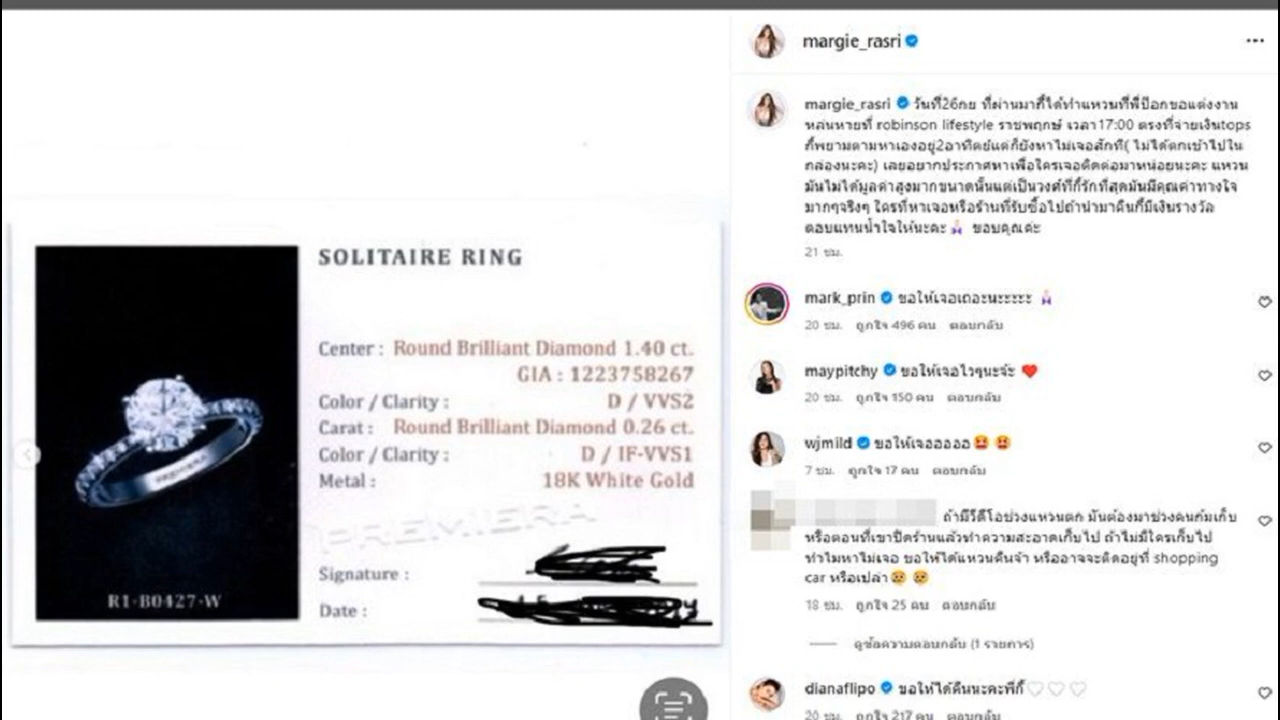 SOLITAIRE RING
Center : Round Brilliant Diamond 1.40 ct.
GIA : 1223758267
Color / Clarity : D / VVS2
Carat : Round Brilliant Diamond 0.26 ct.
Color / Clarity : D / IF-VVS1
Metal : 18K White Gold
PREMIERA
Signature :
Date :
R1-B0427-W
margie_rasri
margie_rasri วันที่26กย ที่ผ่านมากี้ได้ทำแหวนที่พี่ป๊อกขอแต่งงาน
หล่นหายที่ robinson lifestyle ราชพฤกษ์ เวลา17:00 ตรงที่จ่ายเงินtops
กี้พยามตามหาเองอยู่2อาทิตย์แต่ก็ยังหาไม่เจอสักที( ไม่ได้ตกเข้าไปใน
กล่องนะคะ) เลยอยากประกาศหาเผื่อใครเจอติดต่อมาหน่อยนะคะ แหวน
มันไม่ได้มูลค่าสูงมากขนาดนั้นแต่เป็นวงศ์ที่กี้รักที่สุดมันมีคุณค่าทางใจ
มากๆจริงๆ ใครที่หาเจอหรือร้านที่รับซื้อไปถ้านำมาคืนกี้มีเงินรางวัล
ตอบแทนน้ำใจให้นะคะ🙏🏻 ขอบคุณค่ะ
21 ชม.
mark_prin ขอให้เจอเถอะนะะะะะ 🙏🏻
20 ชม. ถูกใจ 496 คน ตอบกลับ
maypitchy ขอให้เจอไวๆนะจ๊ะ ❤️
20 ชม. ถูกใจ 150 คน ตอบกลับ
wjmild ขอให้เจอออออ😫 😫
7 ชม. ถูกใจ 17 คน ตอบกลับ
ถ้ามีวีดีโอช่วงแหวนตก มันต้องมาช่วงคนก้มเก็บ
หรือตอนที่เขาปิดร้านแล้วทำความสะอาดเก็บไป ถ้าไม่มีใครเก็บไป
ทำไมหาไม่เจอ ขอให้ได้แหวนคืนจ้า หรืออาจจะติดอยู่ที่ shopping
car หรือเปล่า😢 😢
18 ชม. ถูกใจ 25 คน ตอบกลับ
ดูข้อความตอบกลับ (1 รายการ)
dianaflipo ขอให้ได้คืนนะคะพี่กี้🤍🤍🤍
20 ชม. ถูกใจ 217 คน ตอบกลับ